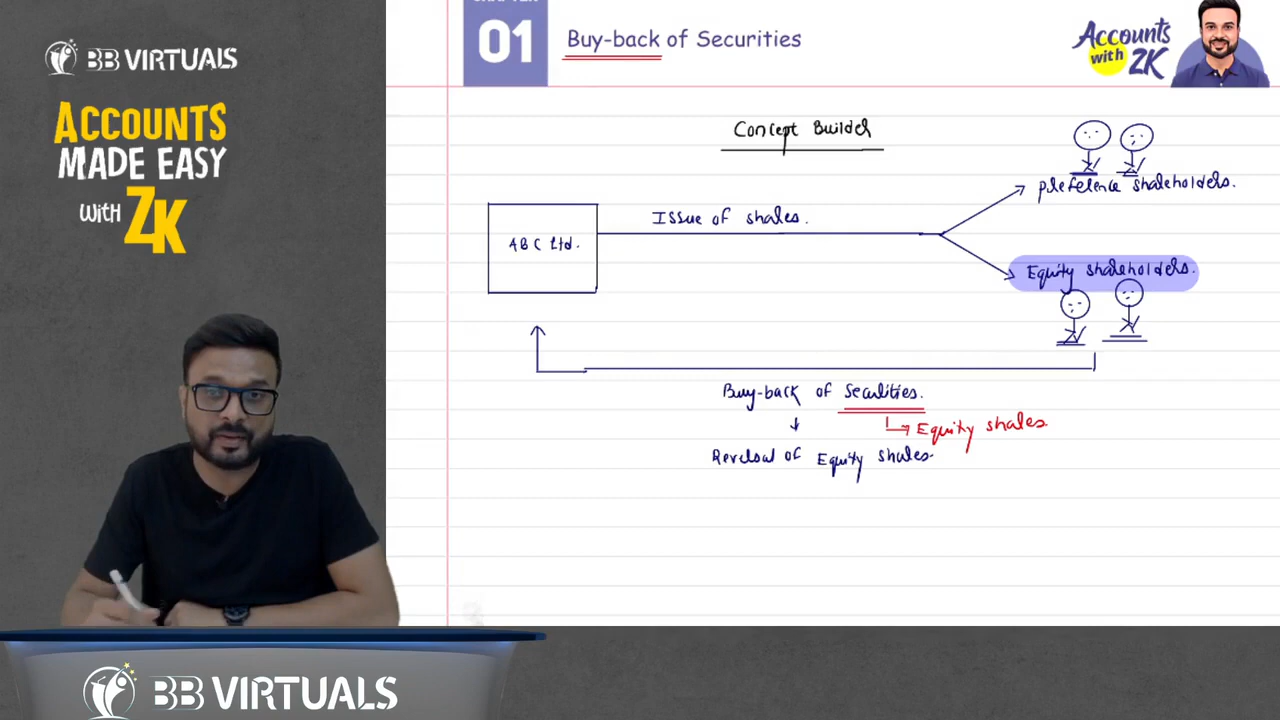 BB VIRTUALS
ACCOUNTS
MADE EASY
WITH ZK
01
Buy-back of Securities
Accounts
with ZK
Concept Builder
ABC Ltd.
Issue of shares.
preference shareholders.
Equity shareholders.
Buy-back of Securities.
Equity shares.
Reversal of Equity shares.
BB VIRTUALS